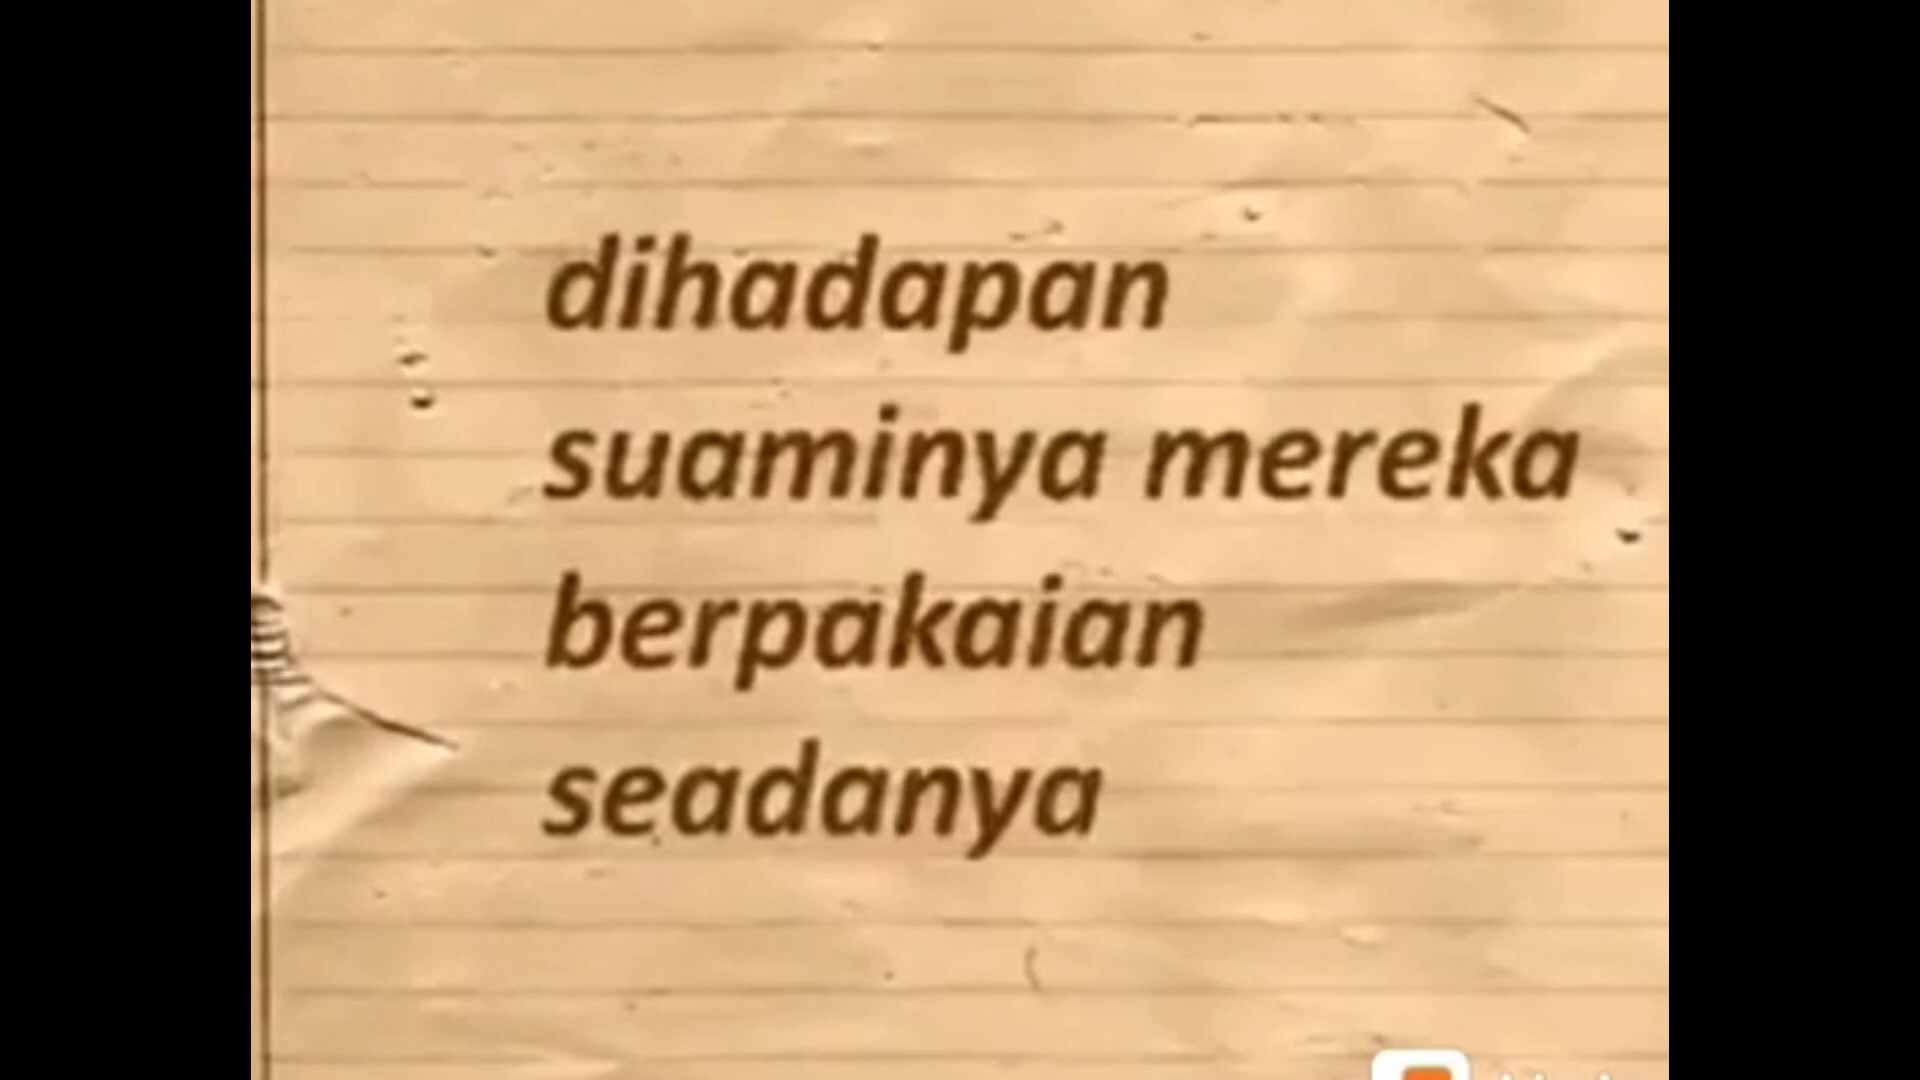 dihadapan
suaminya mereka
berpakaian
seadanya